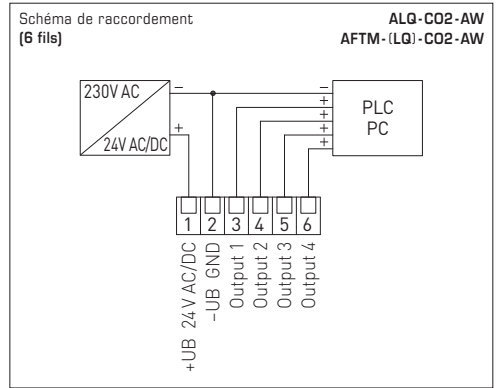 Schéma de raccordement
(6 fils)
ALQ-CO2-AW
AFTM-(LQ)-CO2-AW
230V AC
24V AC/DC
–
+
–
+
+
+
+
PLC
PC
1 2 3 4 5 6
+UB 24V AC/DC
–UB GND
Output 1
Output 2
Output 3
Output 4